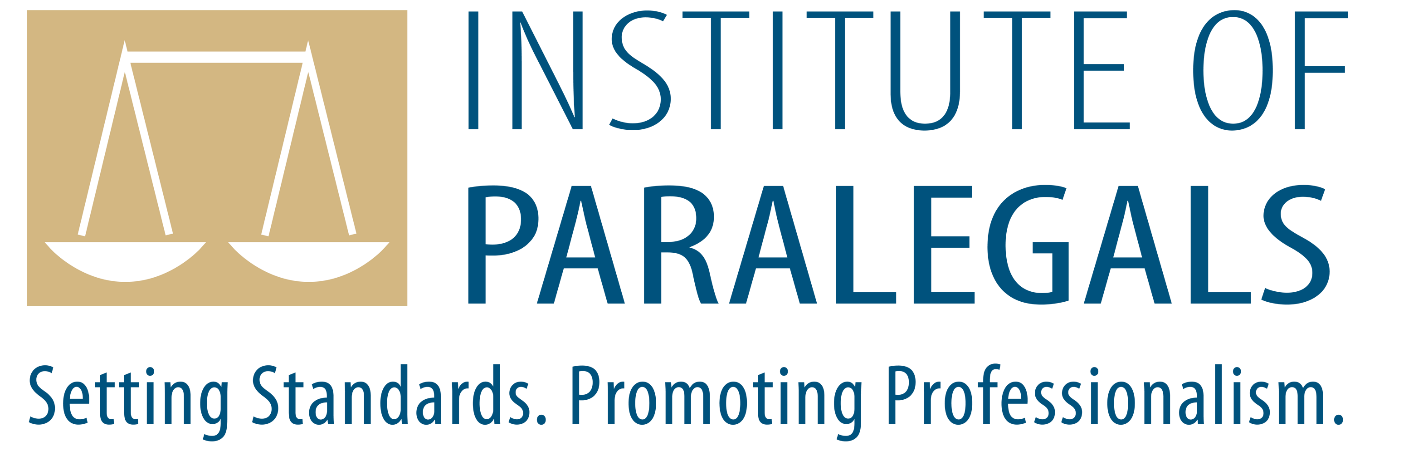 INSTITUTE OF
PARALEGALS
Setting Standards. Promoting Professionalism.